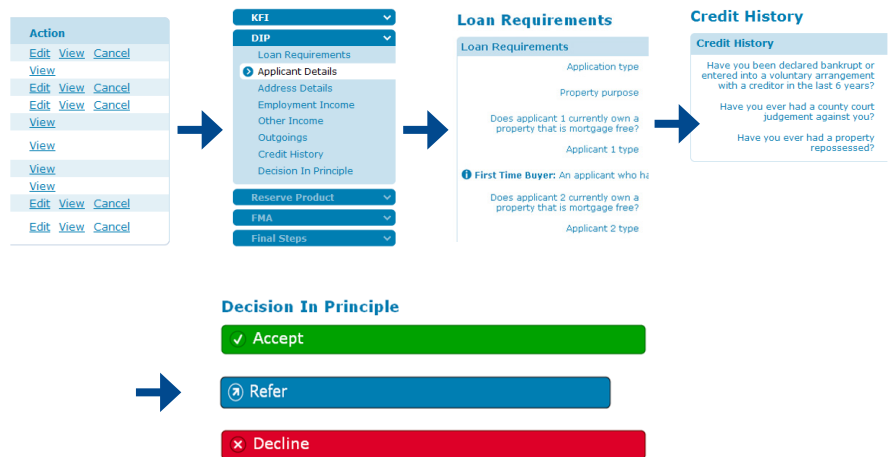 Action
Edit View Cancel
View
Edit View Cancel
Edit View Cancel
View
View
View
View
Edit View Cancel
Edit View Cancel
KFI
DIP
Loan Requirements
Applicant Details
Address Details
Employment Income
Other Income
Outgoings
Credit History
Decision In Principle
Reserve Product
FMA
Final Steps
Loan Requirements
Loan Requirements
Application type
Property purpose
Does applicant 1 currently own a
property that is mortgage free?
Applicant 1 type
First Time Buyer: An applicant who ha
Does applicant 2 currently own a
property that is mortgage free?
Applicant 2 type
Credit History
Credit History
Have you been declared bankrupt or
entered into a voluntary arrangement
with a creditor in the last 6 years?
Have you ever had a county court
judgement against you?
Have you ever had a property
repossessed?
Decision In Principle
Accept
Refer
Decline